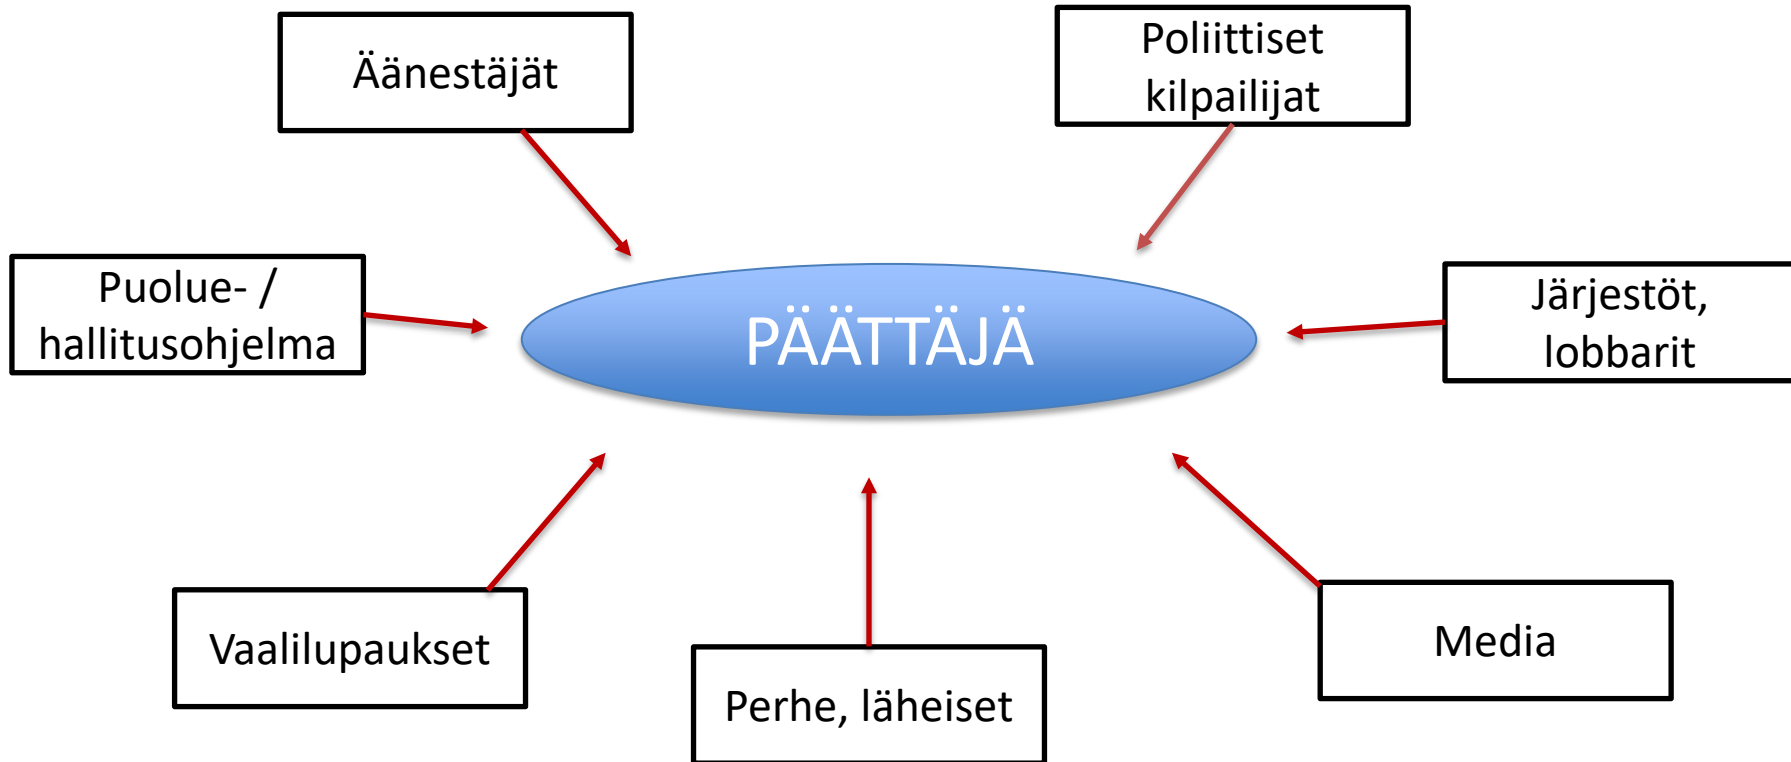 Äänestäjät
Poliittiset
kilpailijat
Puolue- /
hallitusohjelma
PÄÄTTÄJÄ
Järjestöt,
lobbarit
Vaalilupaukset
Perhe, läheiset
Media